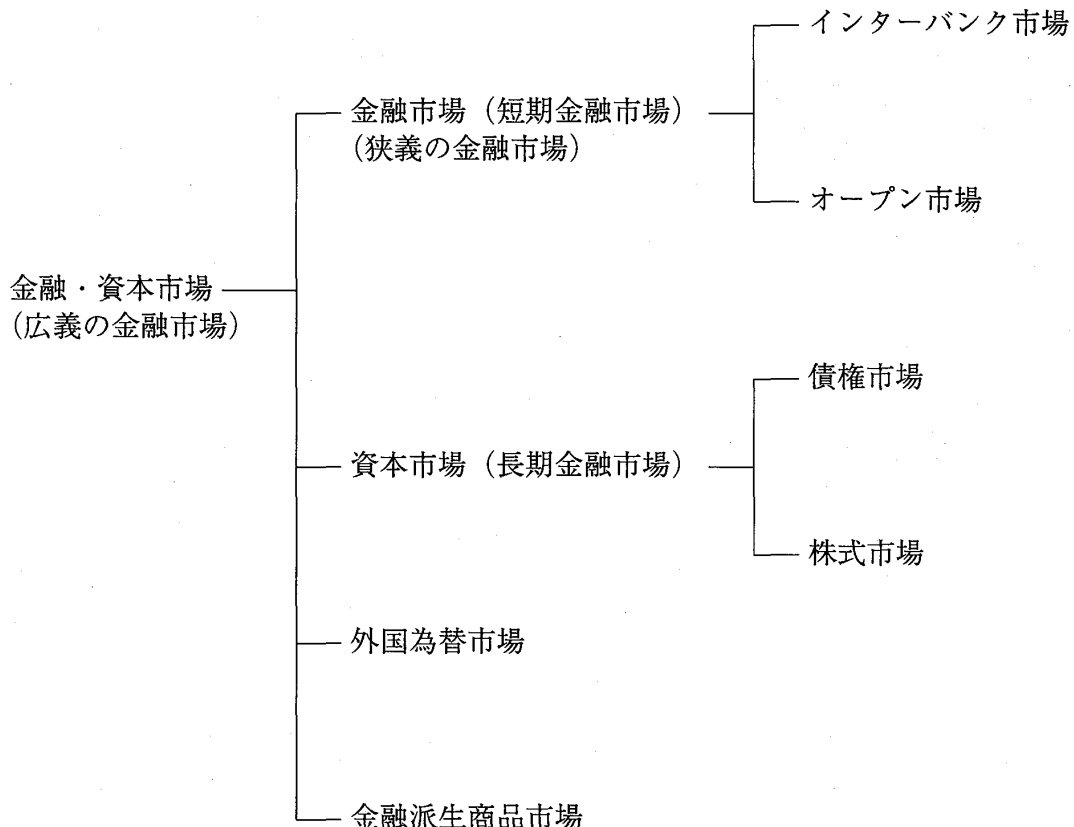 インターバンク市場
金融市場（短期金融市場）
（狭義の金融市場）
オープン市場
金融・資本市場
（広義の金融市場）
債権市場
資本市場（長期金融市場）
株式市場
外国為替市場
金融派生商品市場